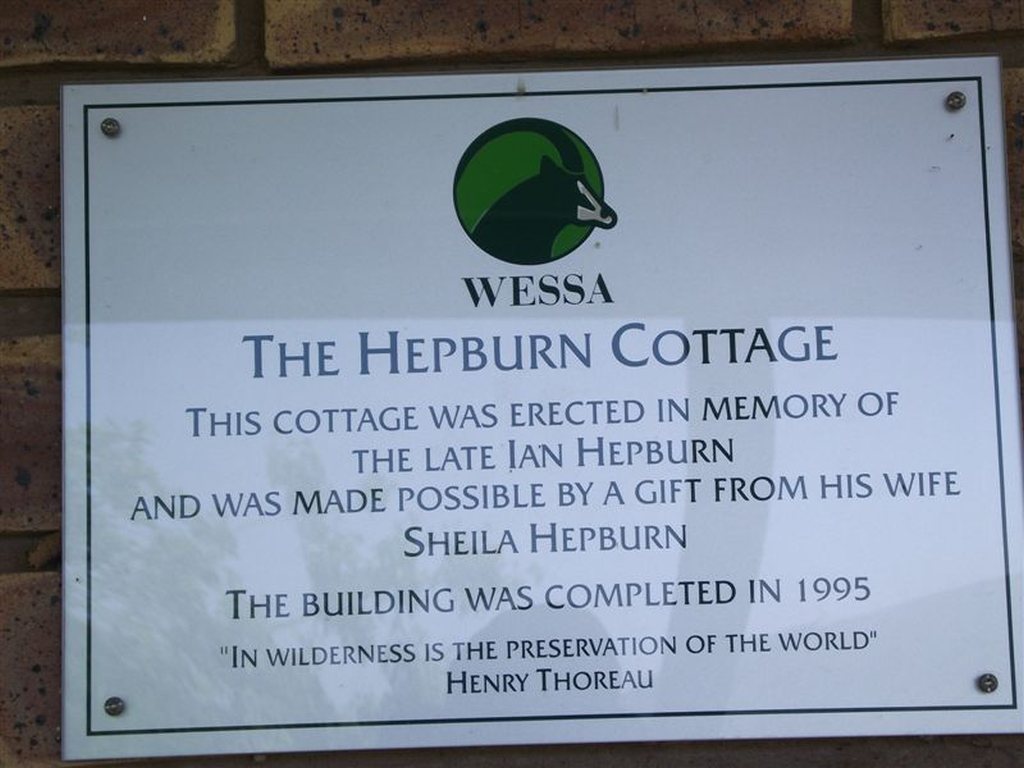 WESSA
THE HEPBURN COTTAGE
THIS COTTAGE WAS ERECTED IN MEMORY OF
THE LATE IAN HEPBURN
AND WAS MADE POSSIBLE BY A GIFT FROM HIS WIFE
SHEILA HEPBURN
THE BUILDING WAS COMPLETED IN 1995
"IN WILDERNESS IS THE PRESERVATION OF THE WORLD"
HENRY THOREAU